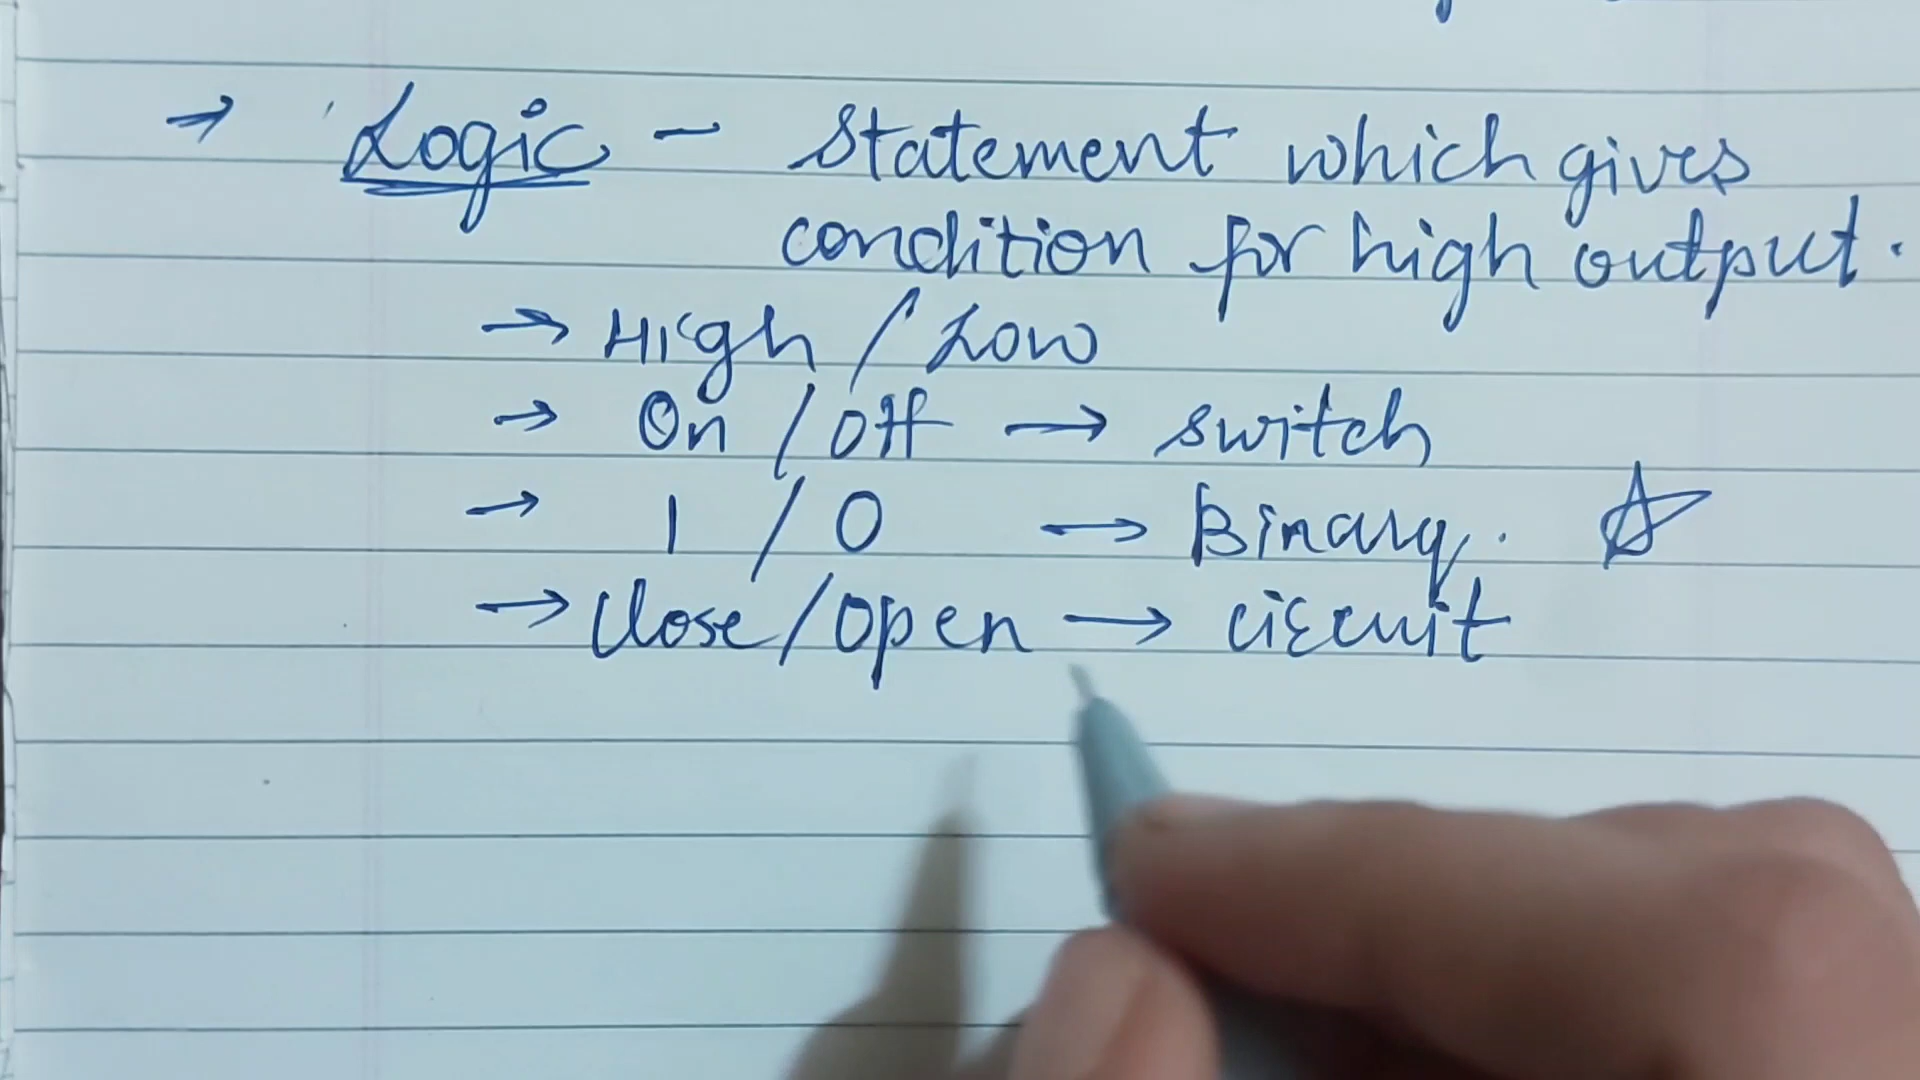 → Logic - Statement which gives
condition for high output.
→ High / Low
→ On / Off → switch
→ 1 / 0 → Binary. ☆
→ Close / Open → circuit